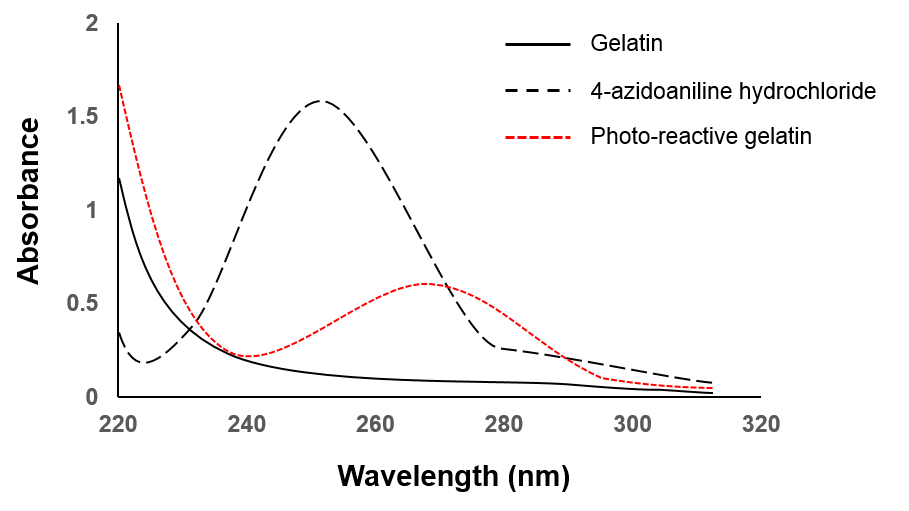 2
1.5
1
0.5
0
220
240
260
280
300
320
Absorbance
Wavelength (nm)
Gelatin
4-azidoaniline hydrochloride
Photo-reactive gelatin